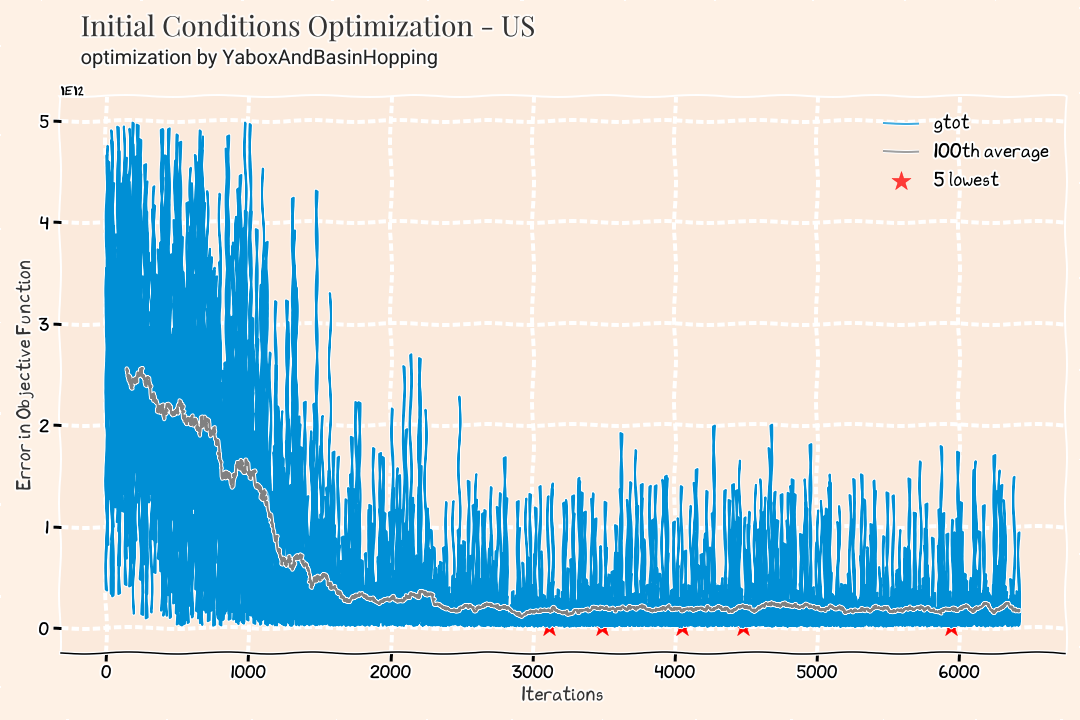 Initial Conditions Optimization - US
optimization by YaboxAndBasinHopping
1E12
5
4
3
2
1
0
Error in Objective Function
gtot
100th average
5 lowest
0 1000 2000 3000 4000 5000 6000
Iterations